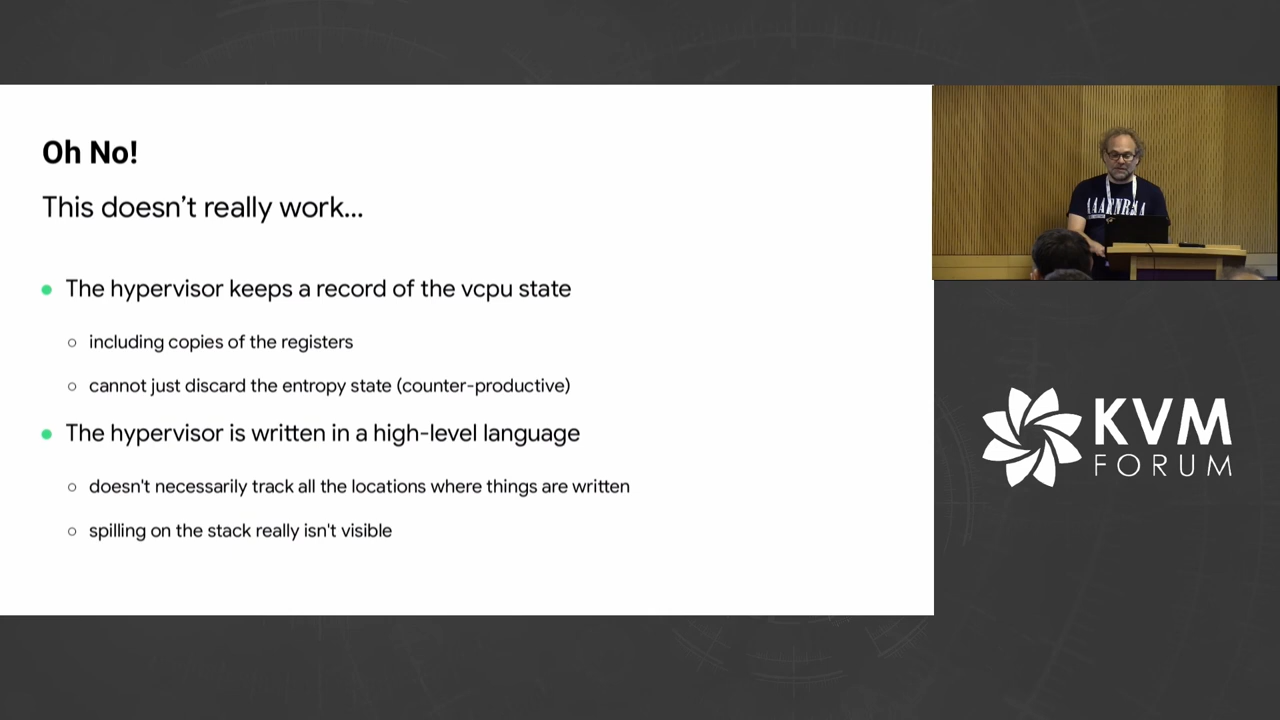 Oh No!
This doesn’t really work...
The hypervisor keeps a record of the vcpu state
including copies of the registers
cannot just discard the entropy state (counter-productive)
The hypervisor is written in a high-level language
doesn't necessarily track all the locations where things are written
spilling on the stack really isn't visible
KVM
FORUM